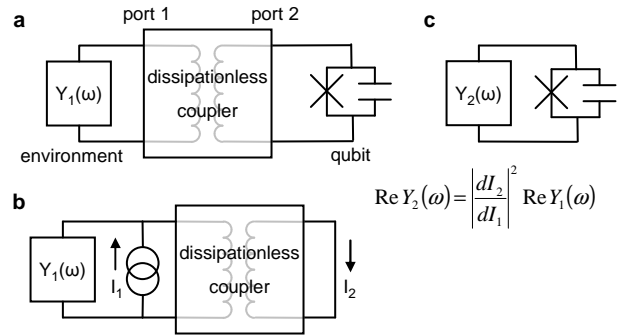 a
port 1
port 2
Y₁(ω)
dissipationless
coupler
environment
qubit
b
Y₁(ω)
I₁
dissipationless
coupler
I₂
c
Y₂(ω)
Re Y₂(ω) = |dI₂/dI₁|² Re Y₁(ω)